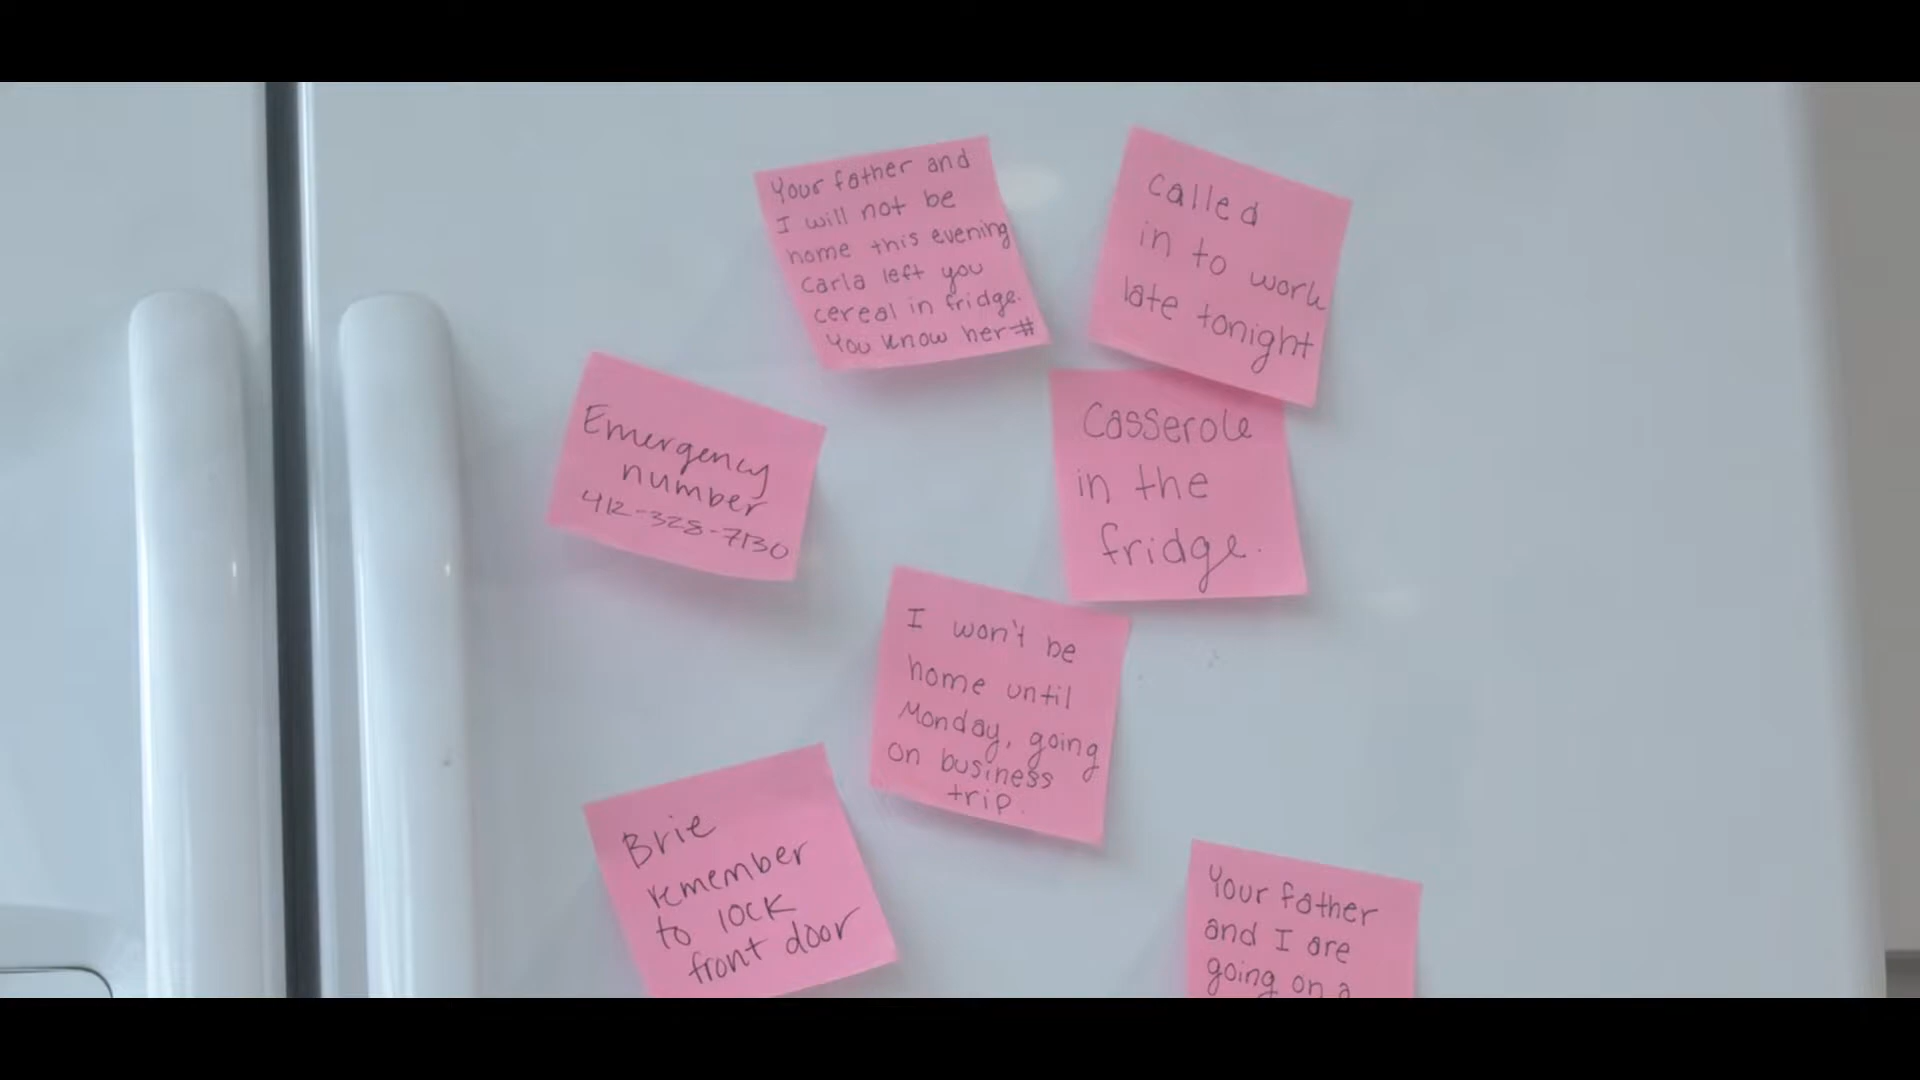 Your father and
I will not be
home this evening
Carla left you
cereal in fridge.
You know her #
Called
in to work
late tonight
Emergency
number
412-328-7130
Casserole
in the
fridge.
I won't be
home until
Monday, going
on business
trip.
Brie
remember
to lock
front door
Your father
and I are
going on a